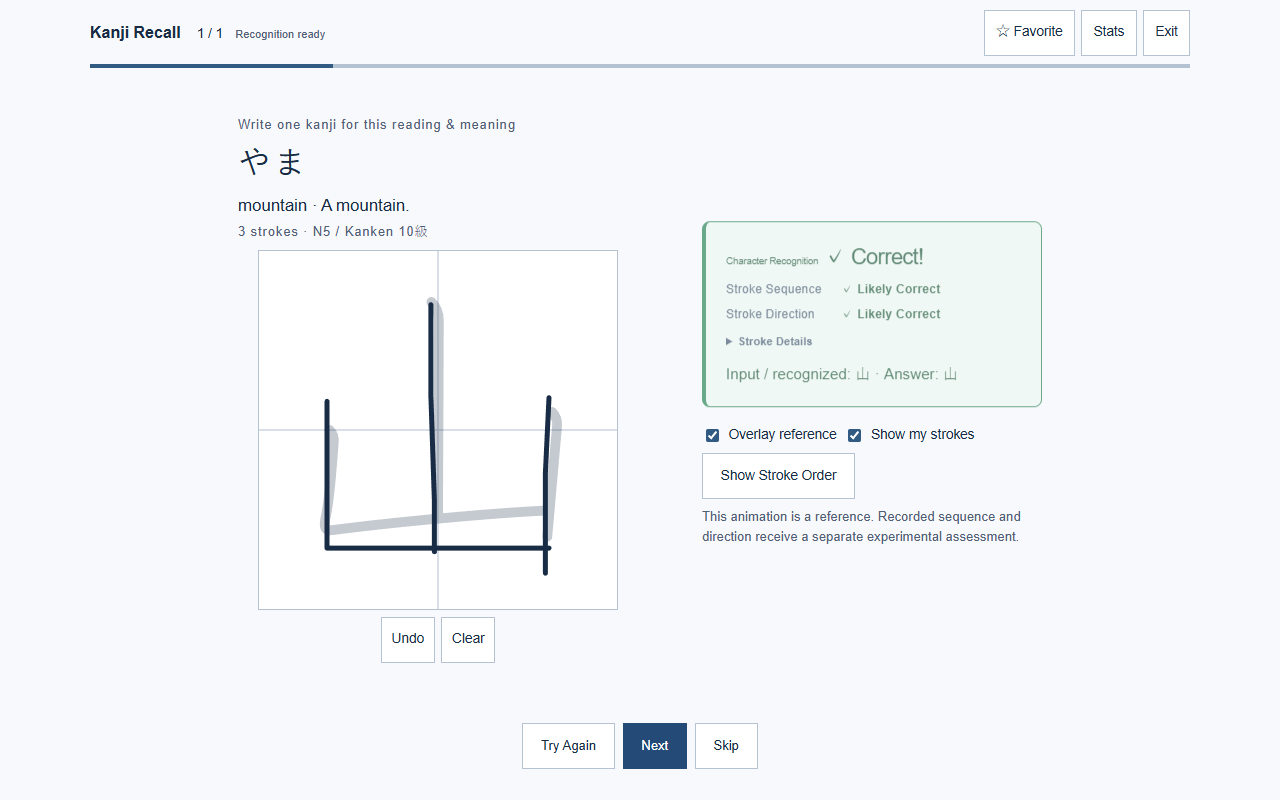 Kanji Recall 1 / 1 Recognition ready ☆ Favorite Stats Exit
Write one kanji for this reading & meaning
やま
mountain · A mountain.
3 strokes · N5 / Kanken 10級
山
Undo Clear
Character Recognition ✓ Correct!
Stroke Sequence ✓ Likely Correct
Stroke Direction ✓ Likely Correct
▶ Stroke Details
Input / recognized: 山 · Answer: 山
Overlay reference Show my strokes
Show Stroke Order
This animation is a reference. Recorded sequence and
direction receive a separate experimental assessment.
Try Again Next Skip